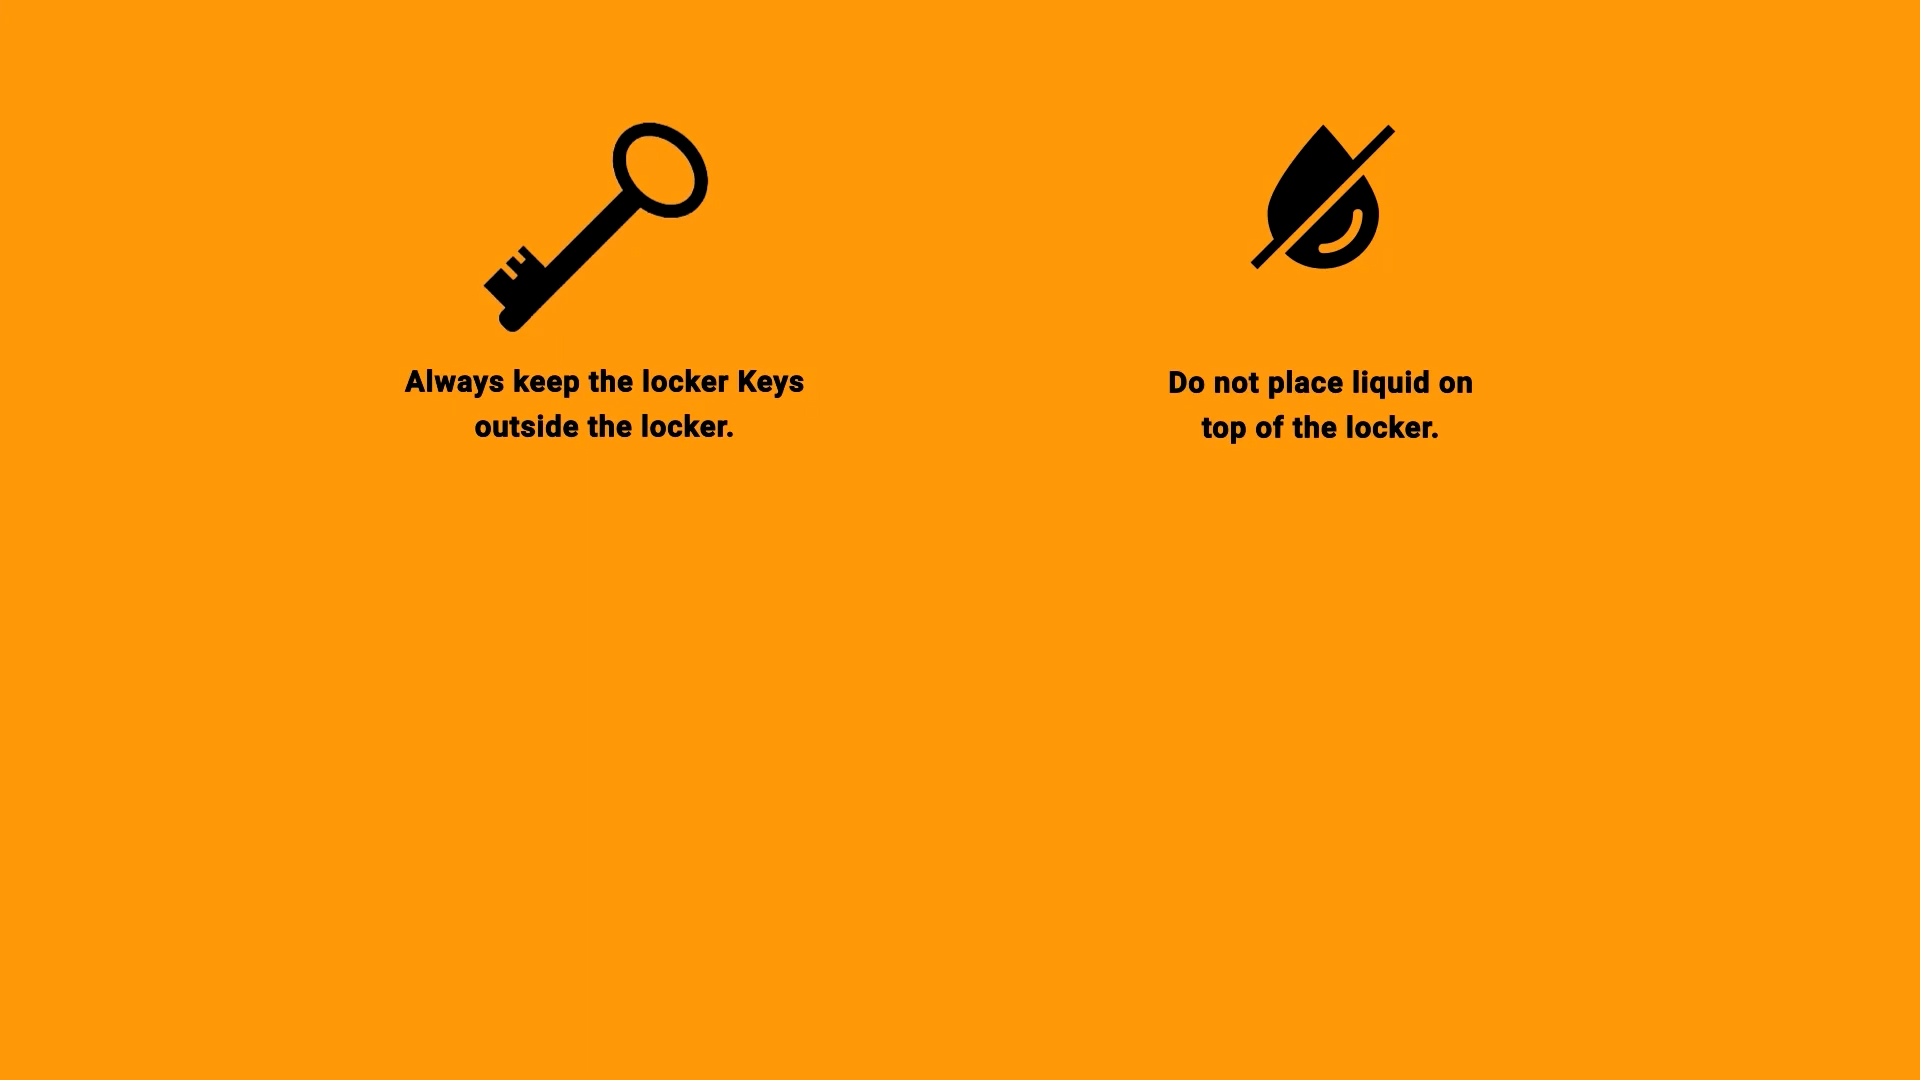 Always keep the locker Keys
outside the locker.
Do not place liquid on
top of the locker.